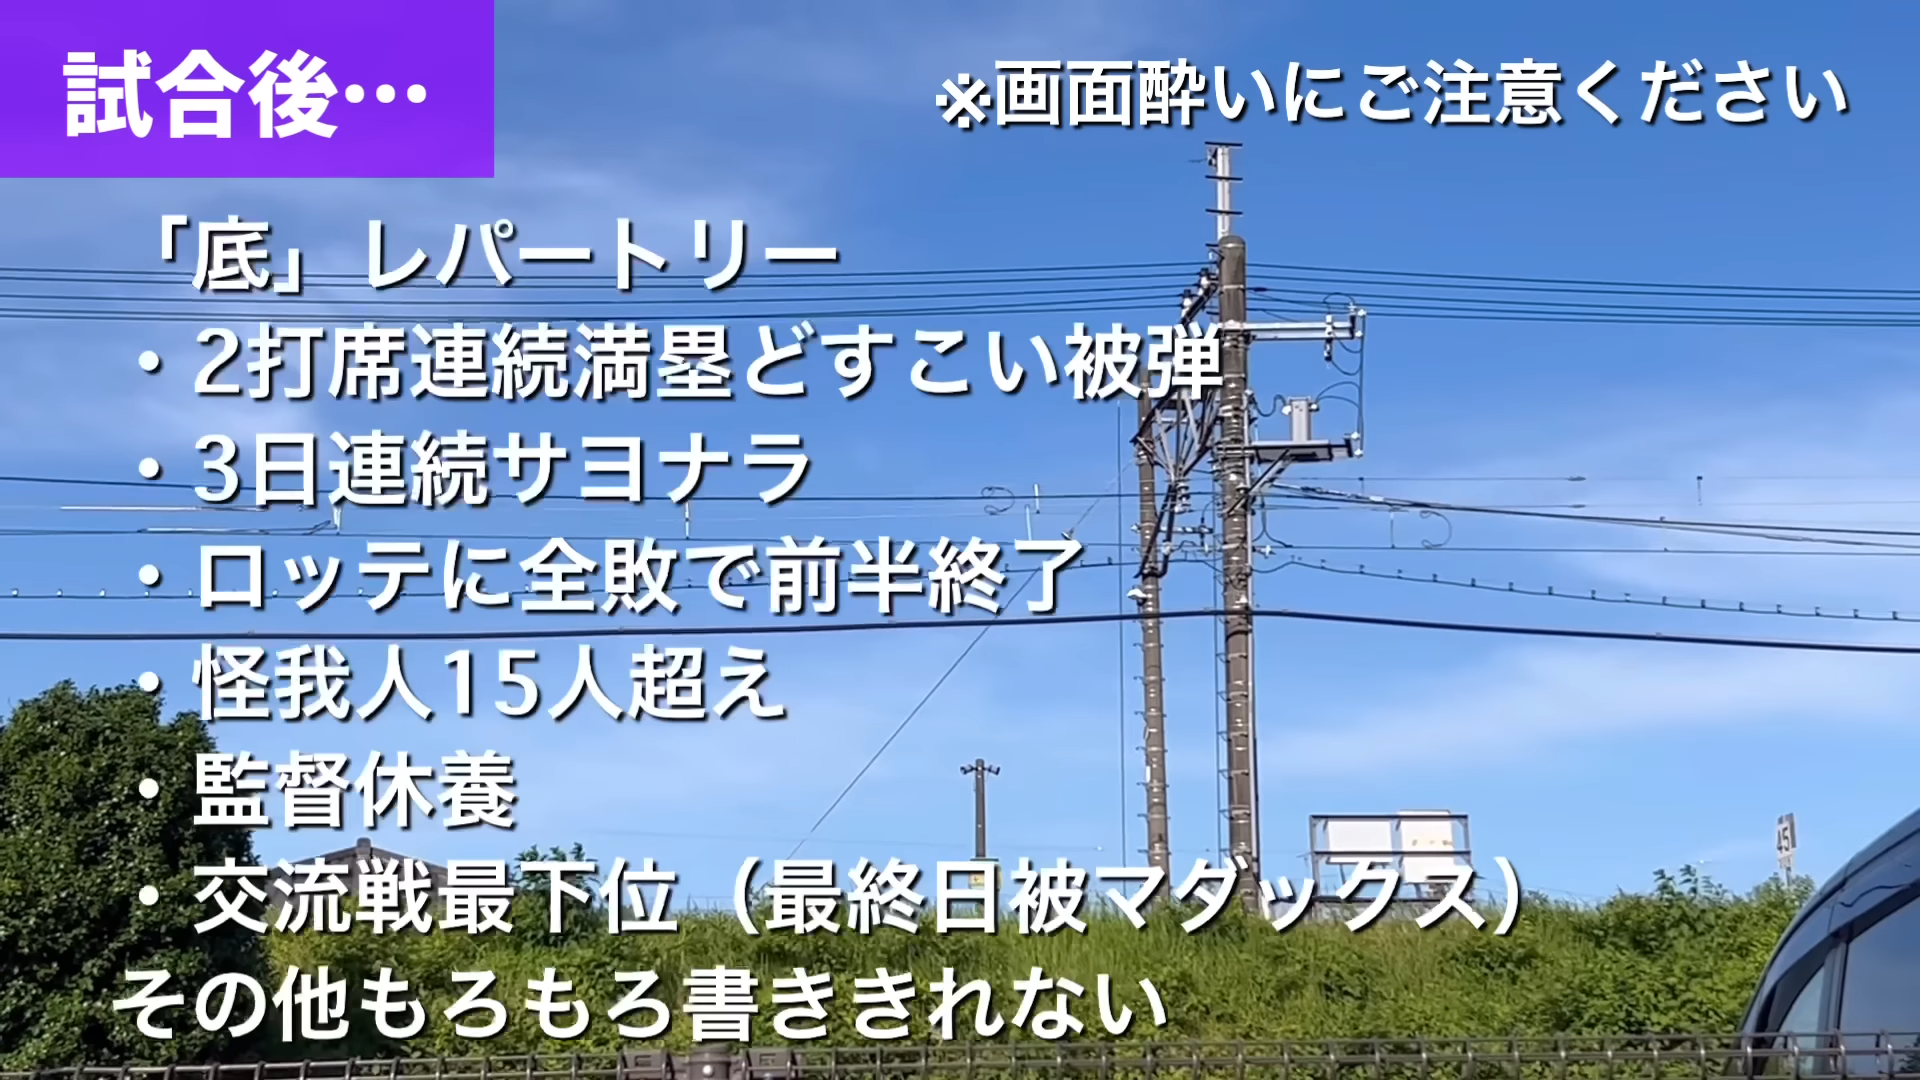 試合後…
※画面酔いにご注意ください
「底」レパートリー
・2打席連続満塁どすこい被弾
・3日連続サヨナラ
・ロッテに全敗で前半終了
・怪我人15人超え
・監督休養
・交流戦最下位（最終日被マダックス）
その他もろもろ書ききれない
45